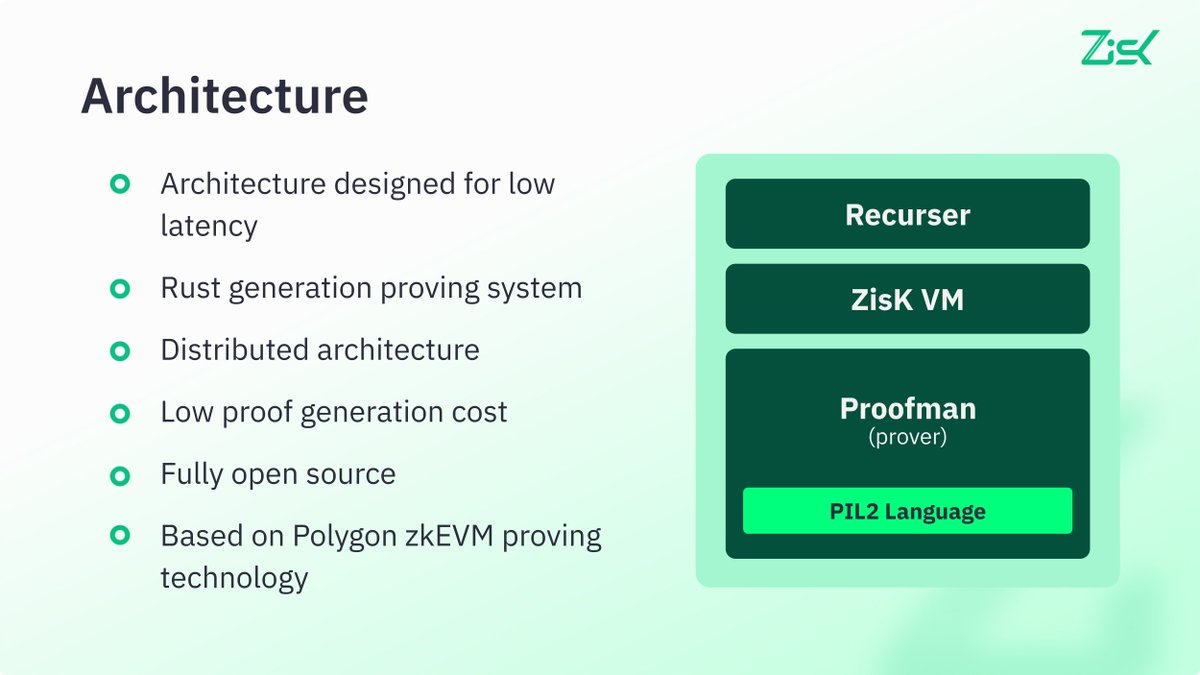 ZisK
Architecture
Architecture designed for low
latency
Rust generation proving system
Distributed architecture
Low proof generation cost
Fully open source
Based on Polygon zkEVM proving
technology
Recurser
ZisK VM
Proofman
(prover)
PIL2 Language